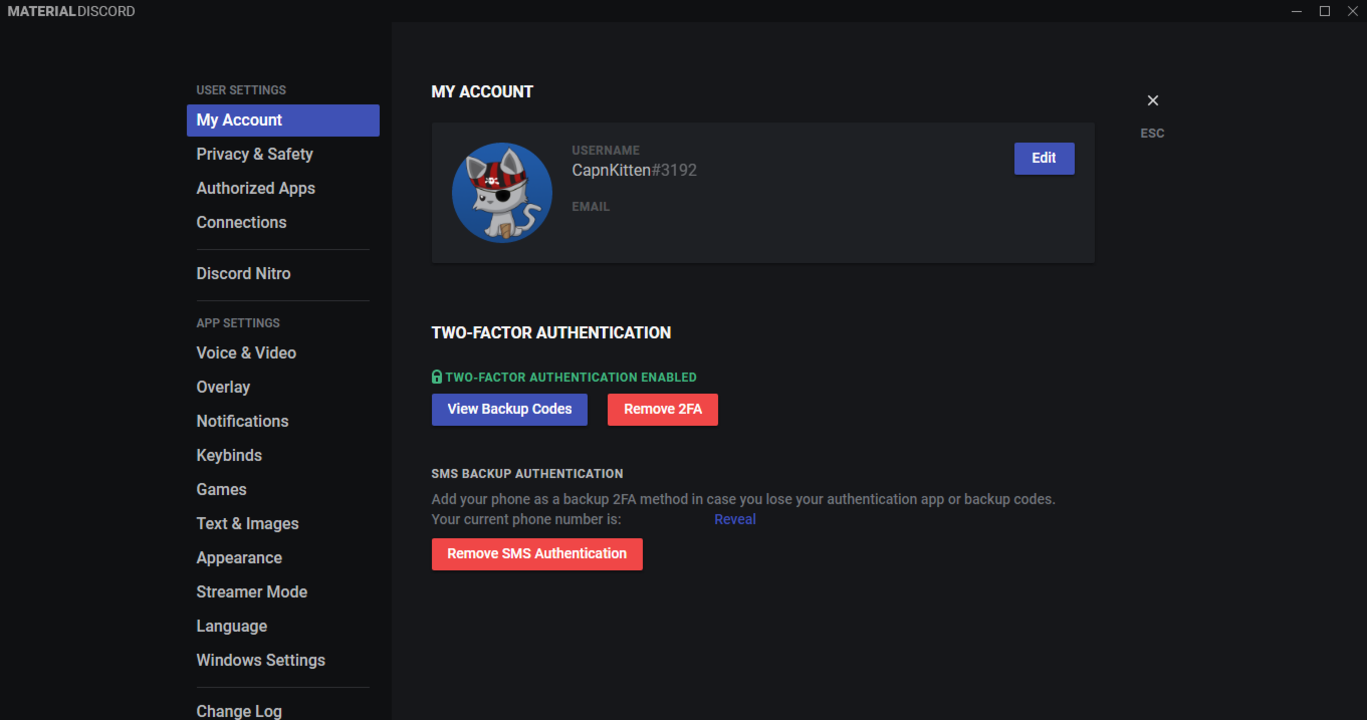 MATERIALDISCORD
USER SETTINGS
My Account
Privacy & Safety
Authorized Apps
Connections
Discord Nitro
APP SETTINGS
Voice & Video
Overlay
Notifications
Keybinds
Games
Text & Images
Appearance
Streamer Mode
Language
Windows Settings
Change Log
MY ACCOUNT
USERNAME
CapnKitten#3192
EMAIL
Edit
ESC
TWO-FACTOR AUTHENTICATION
TWO-FACTOR AUTHENTICATION ENABLED
View Backup Codes Remove 2FA
SMS BACKUP AUTHENTICATION
Add your phone as a backup 2FA method in case you lose your authentication app or backup codes.
Your current phone number is: Reveal
Remove SMS Authentication